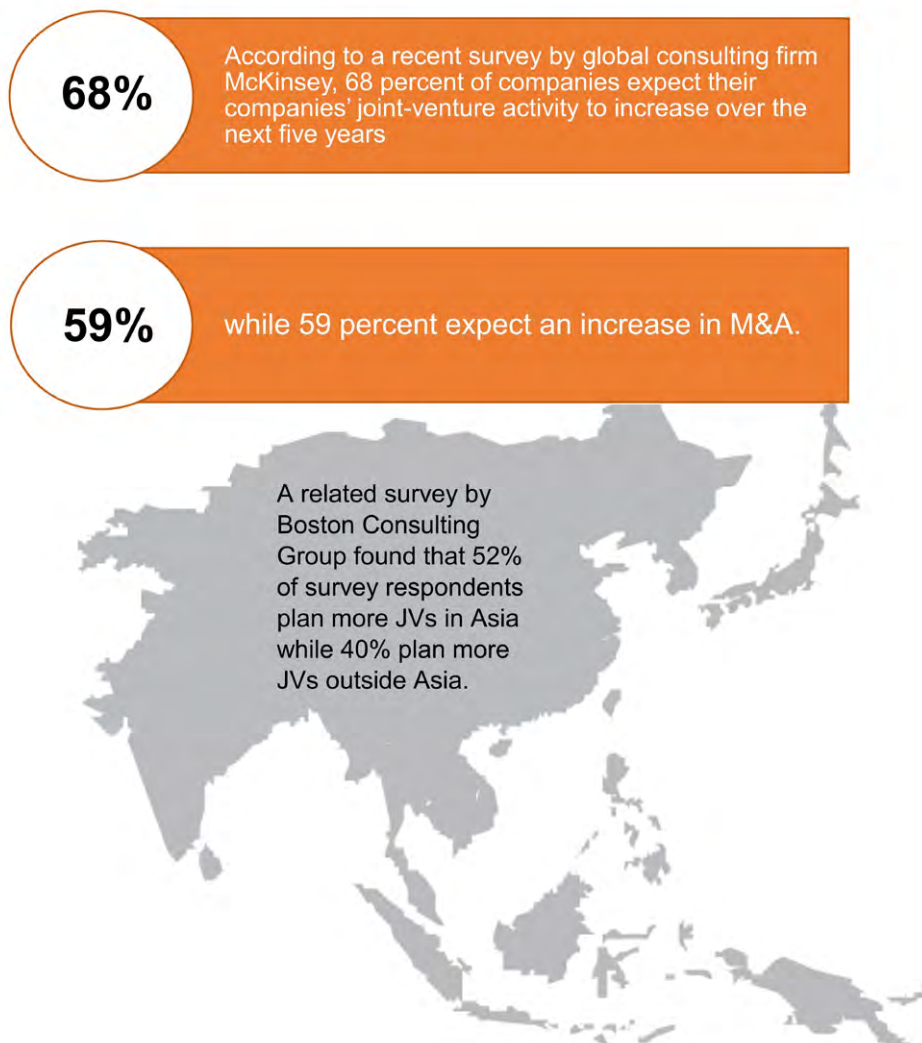 68%
According to a recent survey by global consulting firm
McKinsey, 68 percent of companies expect their
companies’ joint-venture activity to increase over the
next five years
59%
while 59 percent expect an increase in M&A.
A related survey by
Boston Consulting
Group found that 52%
of survey respondents
plan more JVs in Asia
while 40% plan more
JVs outside Asia.